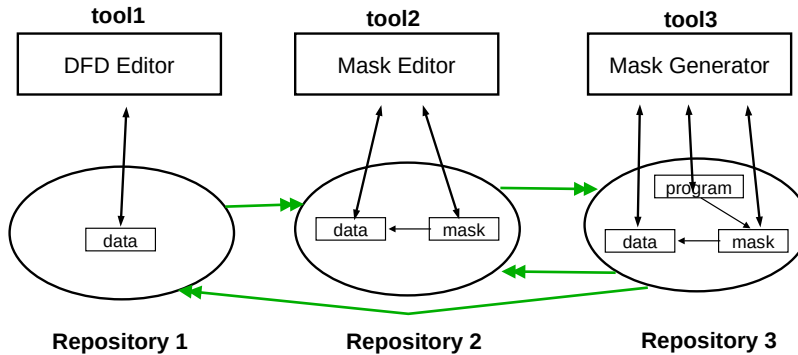 tool1 tool2 tool3
DFD Editor Mask Editor Mask Generator
program
data data mask data mask
Repository 1 Repository 2 Repository 3